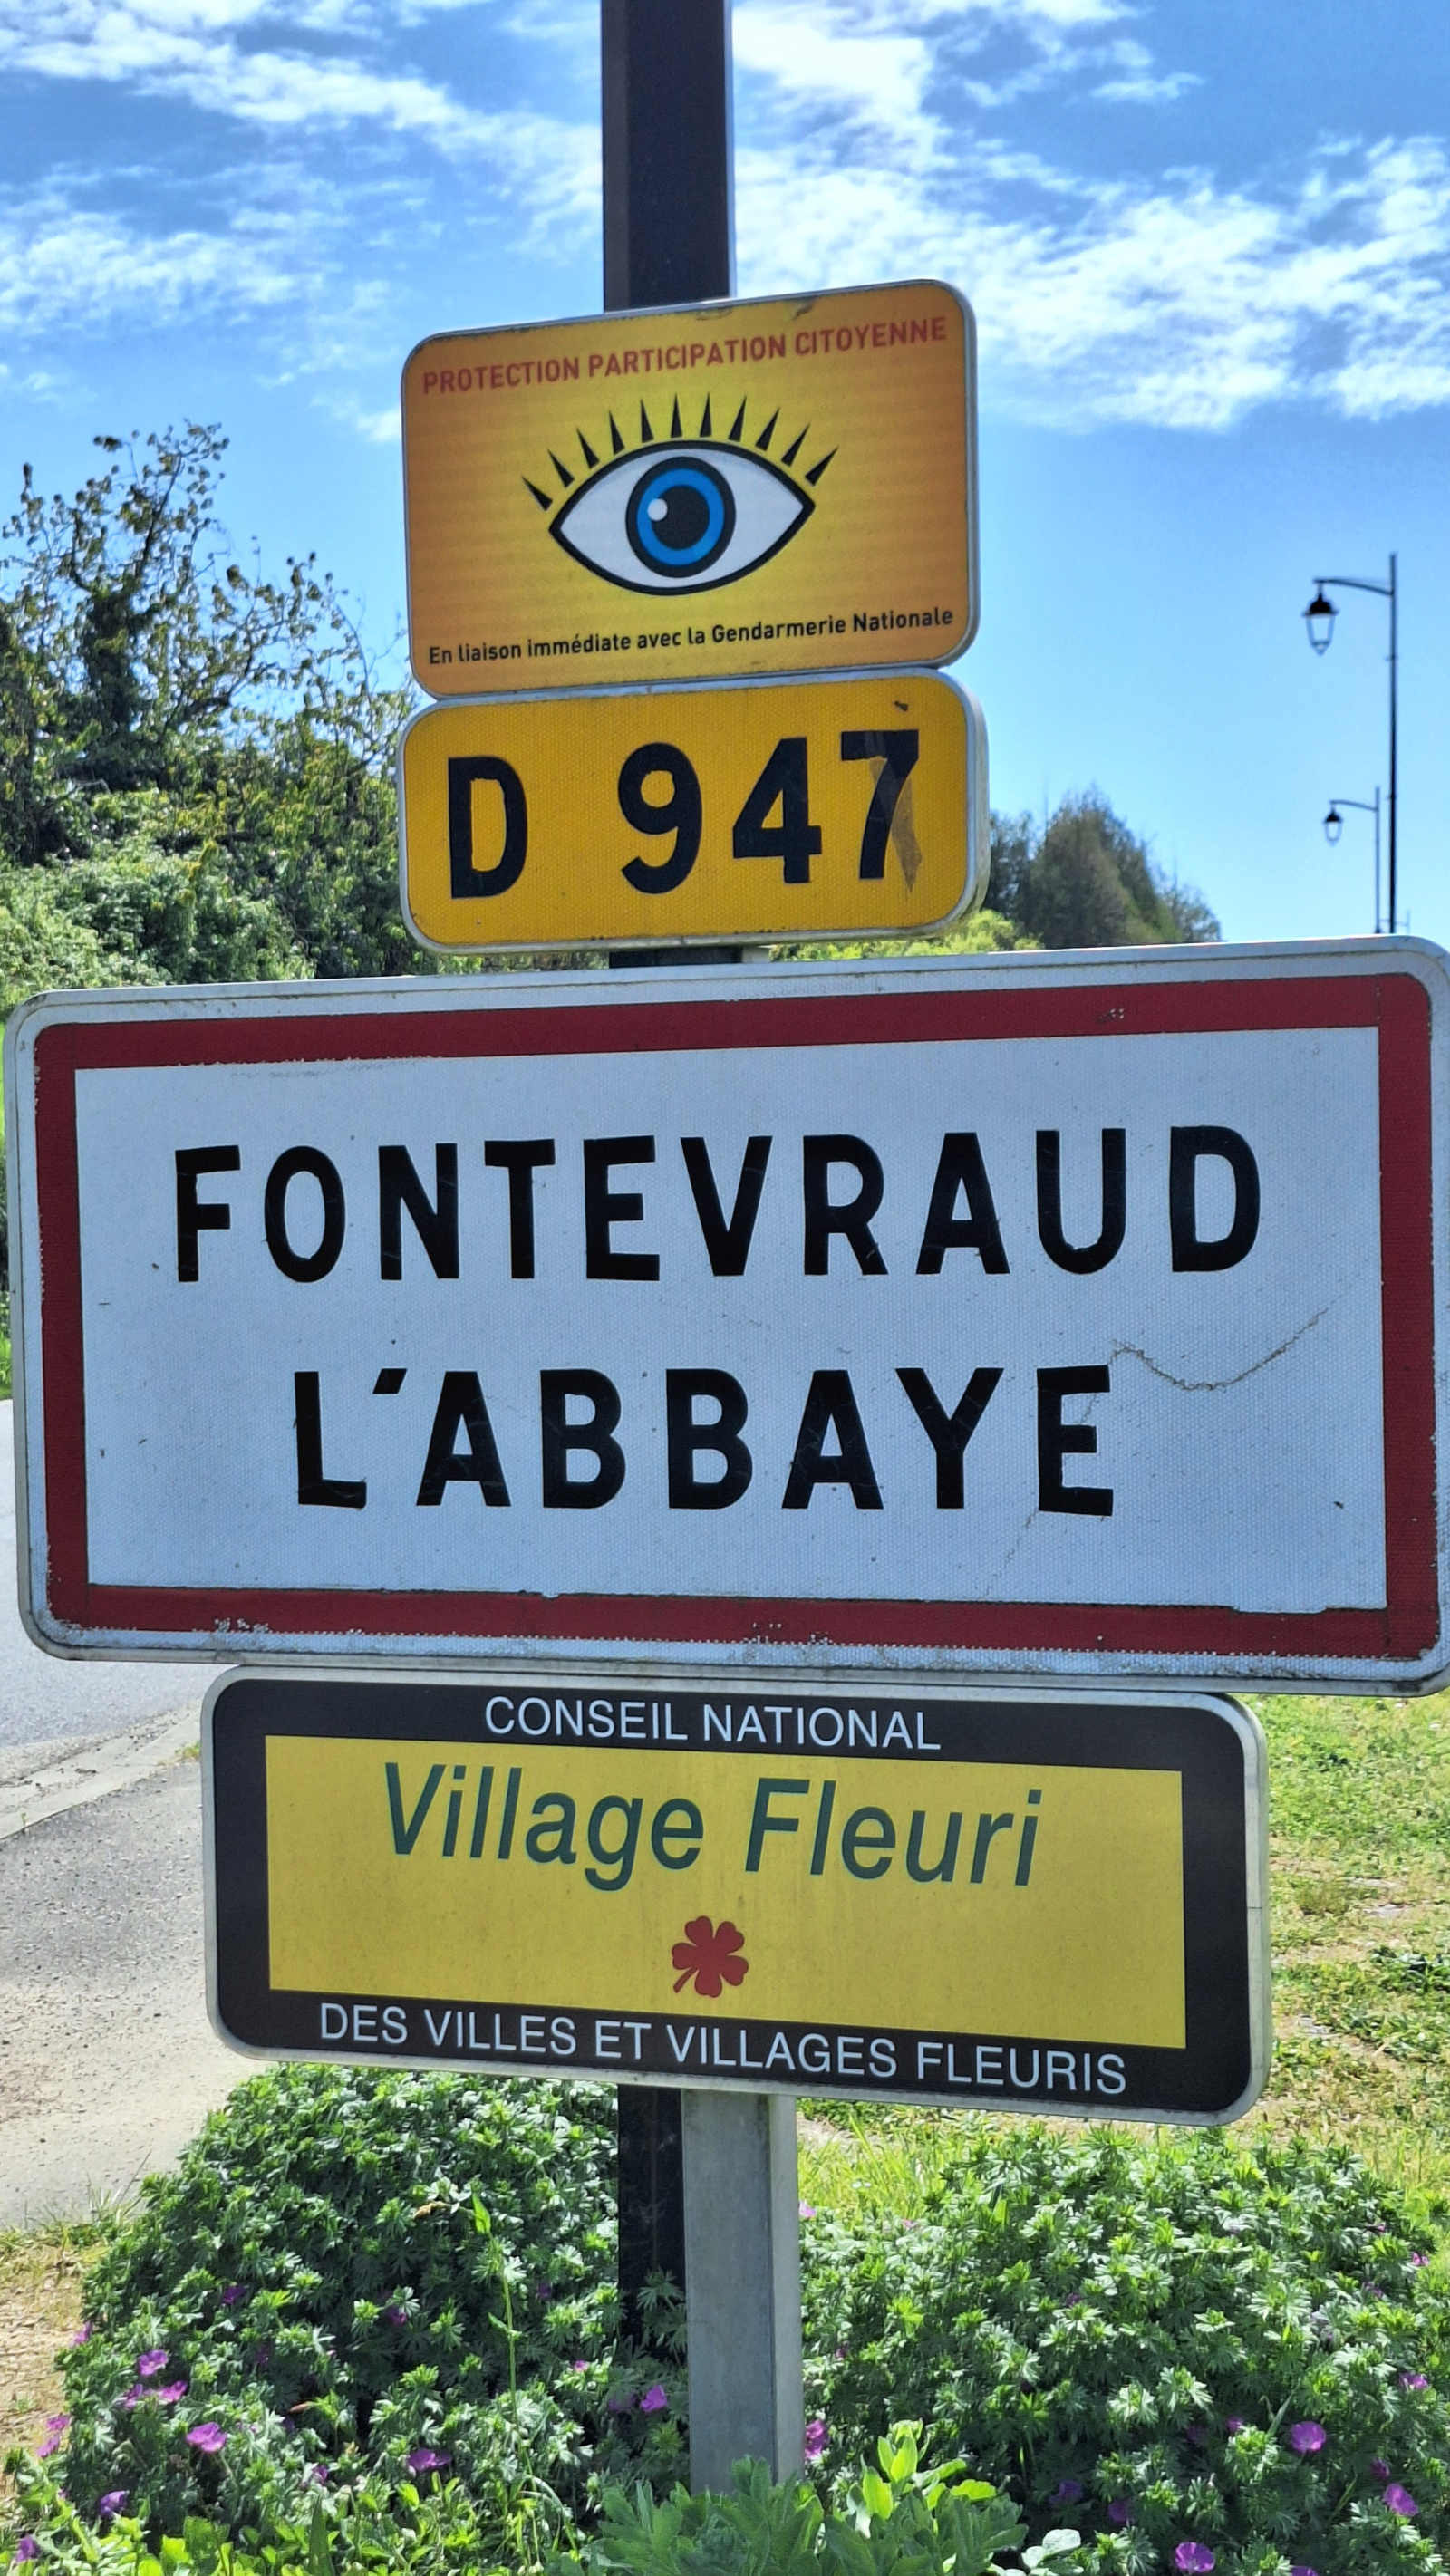 PROTECTION PARTICIPATION CITOYENNE
En liaison immédiate avec la Gendarmerie Nationale
D 947
FONTEVRAUD
L'ABBAYE
CONSEIL NATIONAL
Village Fleuri
DES VILLES ET VILLAGES FLEURIS